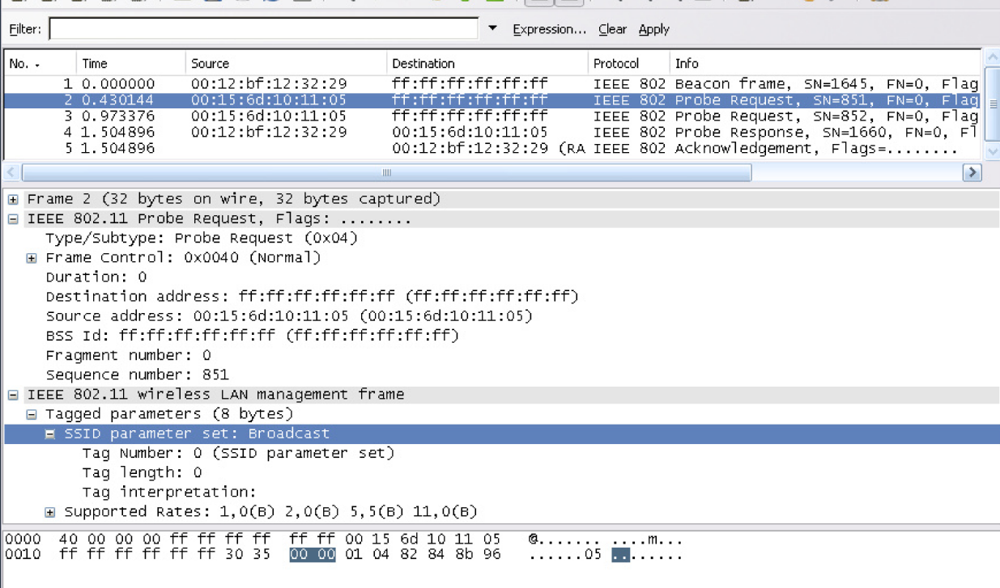 Filter: Expression... Clear Apply
No. Time Source Destination Protocol Info
1 0.000000 00:12:bf:12:32:29 ff:ff:ff:ff:ff:ff IEEE 802 Beacon frame, SN=1645, FN=0, Flag
2 0.430144 00:15:6d:10:11:05 ff:ff:ff:ff:ff:ff IEEE 802 Probe Request, SN=851, FN=0, Flag
3 0.973376 00:15:6d:10:11:05 ff:ff:ff:ff:ff:ff IEEE 802 Probe Request, SN=852, FN=0, Flag
4 1.504896 00:12:bf:12:32:29 00:15:6d:10:11:05 IEEE 802 Probe Response, SN=1660, FN=0, Fl
5 1.504896 00:12:bf:12:32:29 (RA IEEE 802 Acknowledgement, Flags=........
Frame 2 (32 bytes on wire, 32 bytes captured)
IEEE 802.11 Probe Request, Flags: ........
Type/Subtype: Probe Request (0x04)
Frame Control: 0x0040 (Normal)
Duration: 0
Destination address: ff:ff:ff:ff:ff:ff (ff:ff:ff:ff:ff:ff)
Source address: 00:15:6d:10:11:05 (00:15:6d:10:11:05)
BSS Id: ff:ff:ff:ff:ff:ff (ff:ff:ff:ff:ff:ff)
Fragment number: 0
Sequence number: 851
IEEE 802.11 wireless LAN management frame
Tagged parameters (8 bytes)
SSID parameter set: Broadcast
Tag Number: 0 (SSID parameter set)
Tag length: 0
Tag interpretation:
Supported Rates: 1,0(B) 2,0(B) 5,5(B) 11,0(B)
0000 40 00 00 00 ff ff ff ff ff ff 00 15 6d 10 11 05 @....... ....m...
0010 ff ff ff ff ff ff 30 35 00 00 01 04 82 84 8b 96 ......05 ........